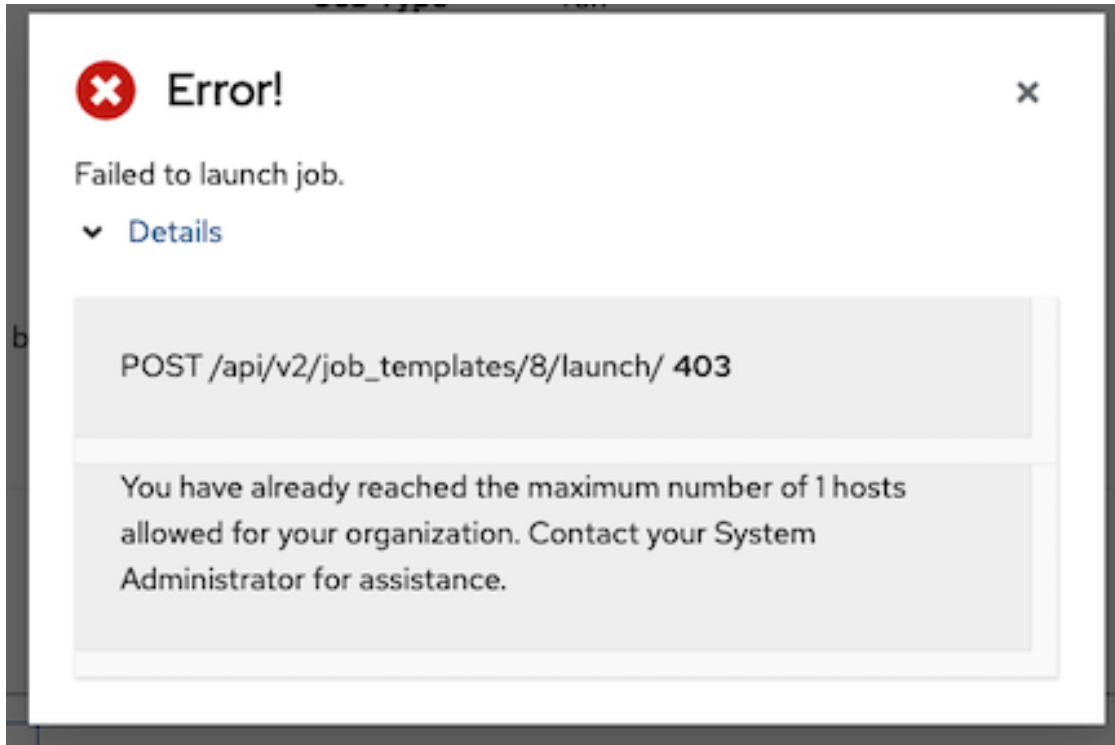 Error!
Failed to launch job.
Details
POST /api/v2/job_templates/8/launch/ 403
You have already reached the maximum number of 1 hosts
allowed for your organization. Contact your System
Administrator for assistance.